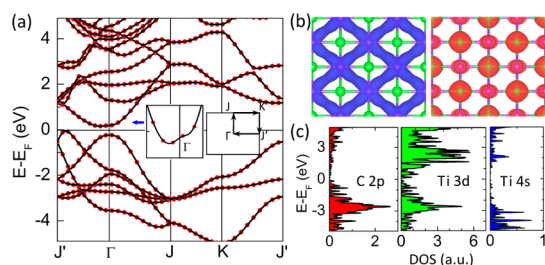 (a)
E-E_F (eV)
4
2
0
-2
-4
J' Γ J K J'
Γ
J K
Γ J'
(b)
(c)
E-E_F (eV)
3
0
-3
C 2p
Ti 3d
Ti 4s
0 2 0 3 6 0 1
DOS (a.u.)